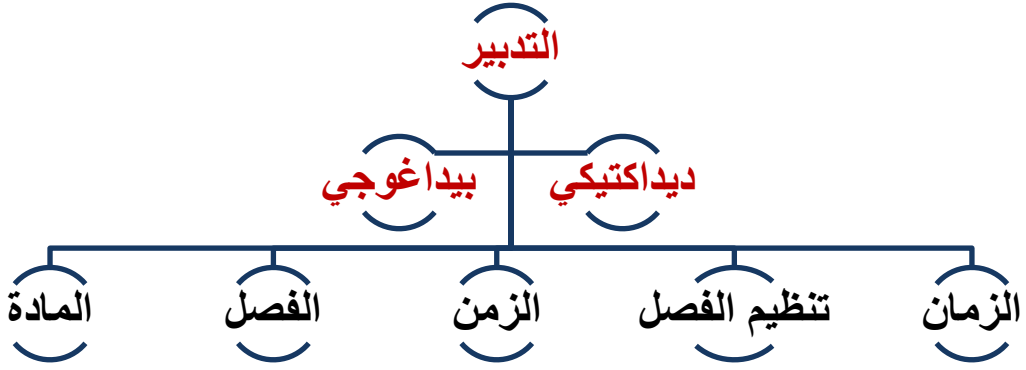 التدبير
ديداكتيكي
بيداغوجي
الزمان
تنظيم الفصل
الزمن
الفصل
المادة